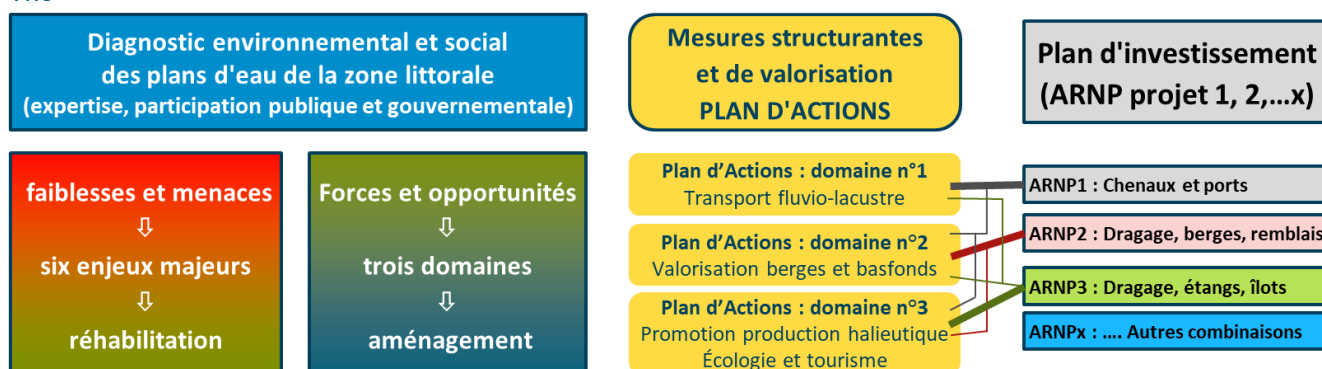 Diagnostic environnemental et social
des plans d'eau de la zone littorale
(expertise, participation publique et gouvernementale)
Mesures structurantes
et de valorisation
PLAN D'ACTIONS
Plan d'investissement
(ARNP projet 1, 2,...x)
faiblesses et menaces
⇩
six enjeux majeurs
⇩
réhabilitation
Forces et opportunités
⇩
trois domaines
⇩
aménagement
Plan d’Actions : domaine n°1
Transport fluvio-lacustre
Plan d’Actions : domaine n°2
Valorisation berges et basfonds
Plan d’Actions : domaine n°3
Promotion production halieutique
Écologie et tourisme
ARNP1 : Chenaux et ports
ARNP2 : Dragage, berges, remblais
ARNP3 : Dragage, étangs, îlots
ARNPx : .... Autres combinaisons